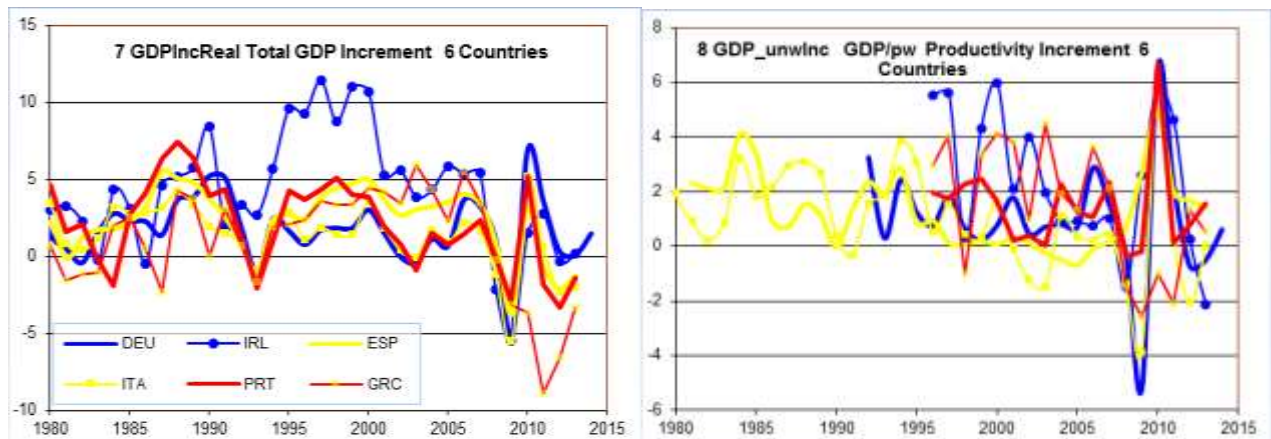 7 GDPIncReal Total GDP Increment 6 Countries
15
10
5
0
-5
-10
DEU
IRL
ESP
ITA
PRT
GRC
1980 1985 1990 1995 2000 2005 2010 2015
8 GDP_unwInc GDP/pw Productivity Increment 6
Countries
8
6
4
2
0
-2
-4
-6
1980 1985 1990 1995 2000 2005 2010 2015